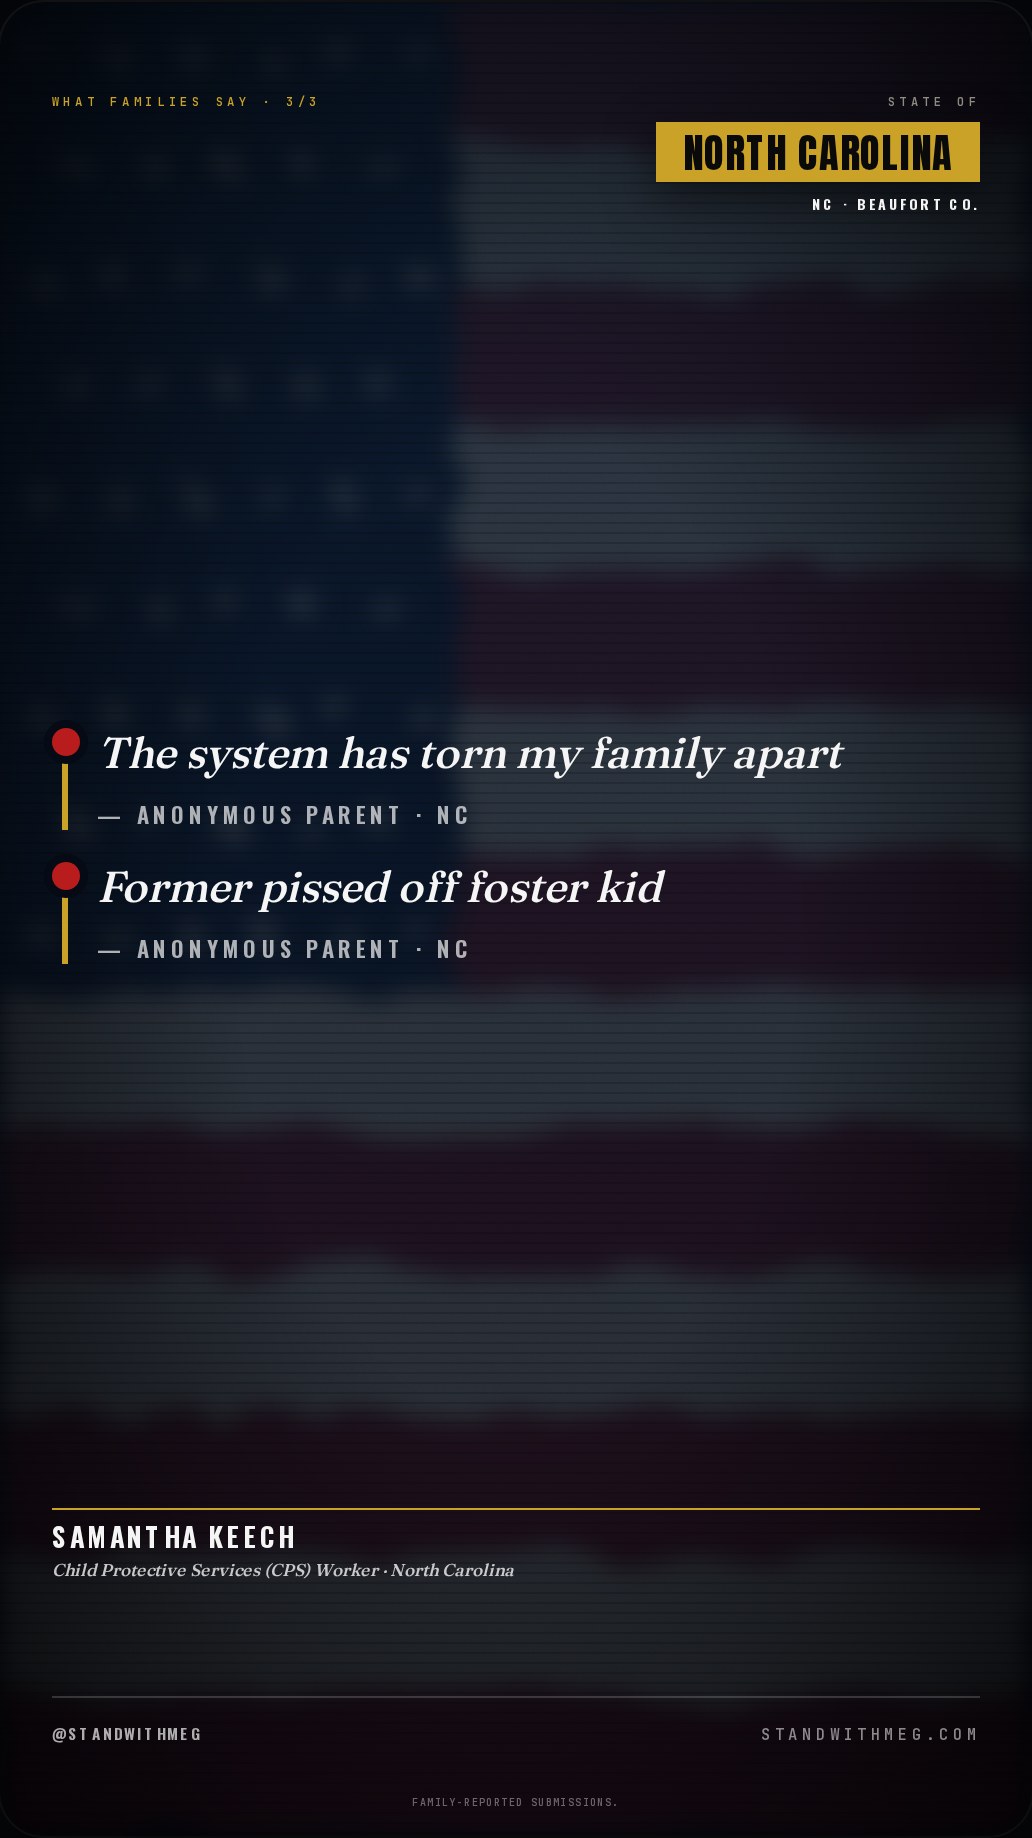 WHAT FAMILIES SAY · 3/3
STATE OF
NORTH CAROLINA
NC · BEAUFORT CO.
The system has torn my family apart
— ANONYMOUS PARENT · NC
Former pissed off foster kid
— ANONYMOUS PARENT · NC
SAMANTHA KEECH
Child Protective Services (CPS) Worker · North Carolina
@STANDWITHMEG
STANDWITHMEG.COM
FAMILY-REPORTED SUBMISSIONS.